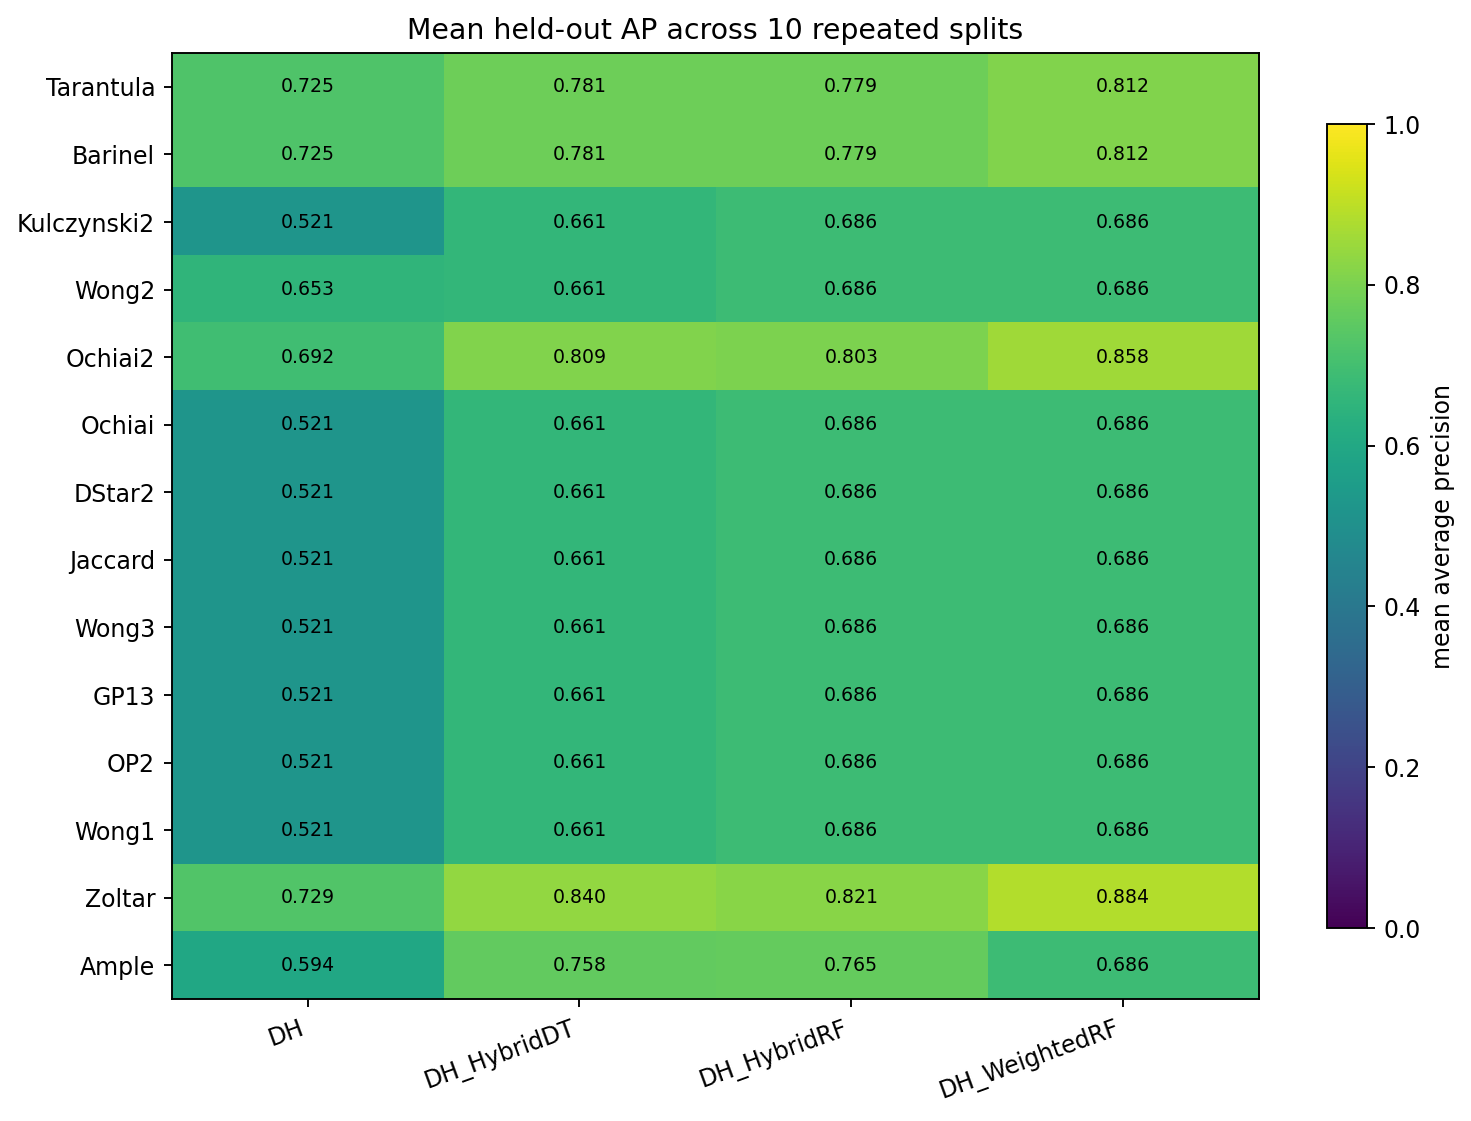 Mean held-out AP across 10 repeated splits
Tarantula 0.725 0.781 0.779 0.812
Barinel 0.725 0.781 0.779 0.812
Kulczynski2 0.521 0.661 0.686 0.686
Wong2 0.653 0.661 0.686 0.686
Ochiai2 0.692 0.809 0.803 0.858
Ochiai 0.521 0.661 0.686 0.686
DStar2 0.521 0.661 0.686 0.686
Jaccard 0.521 0.661 0.686 0.686
Wong3 0.521 0.661 0.686 0.686
GP13 0.521 0.661 0.686 0.686
OP2 0.521 0.661 0.686 0.686
Wong1 0.521 0.661 0.686 0.686
Zoltar 0.729 0.840 0.821 0.884
Ample 0.594 0.758 0.765 0.686
DH DH_HybridDT DH_HybridRF DH_WeightedRF
1.0
0.8
0.6
0.4
0.2
0.0
mean average precision